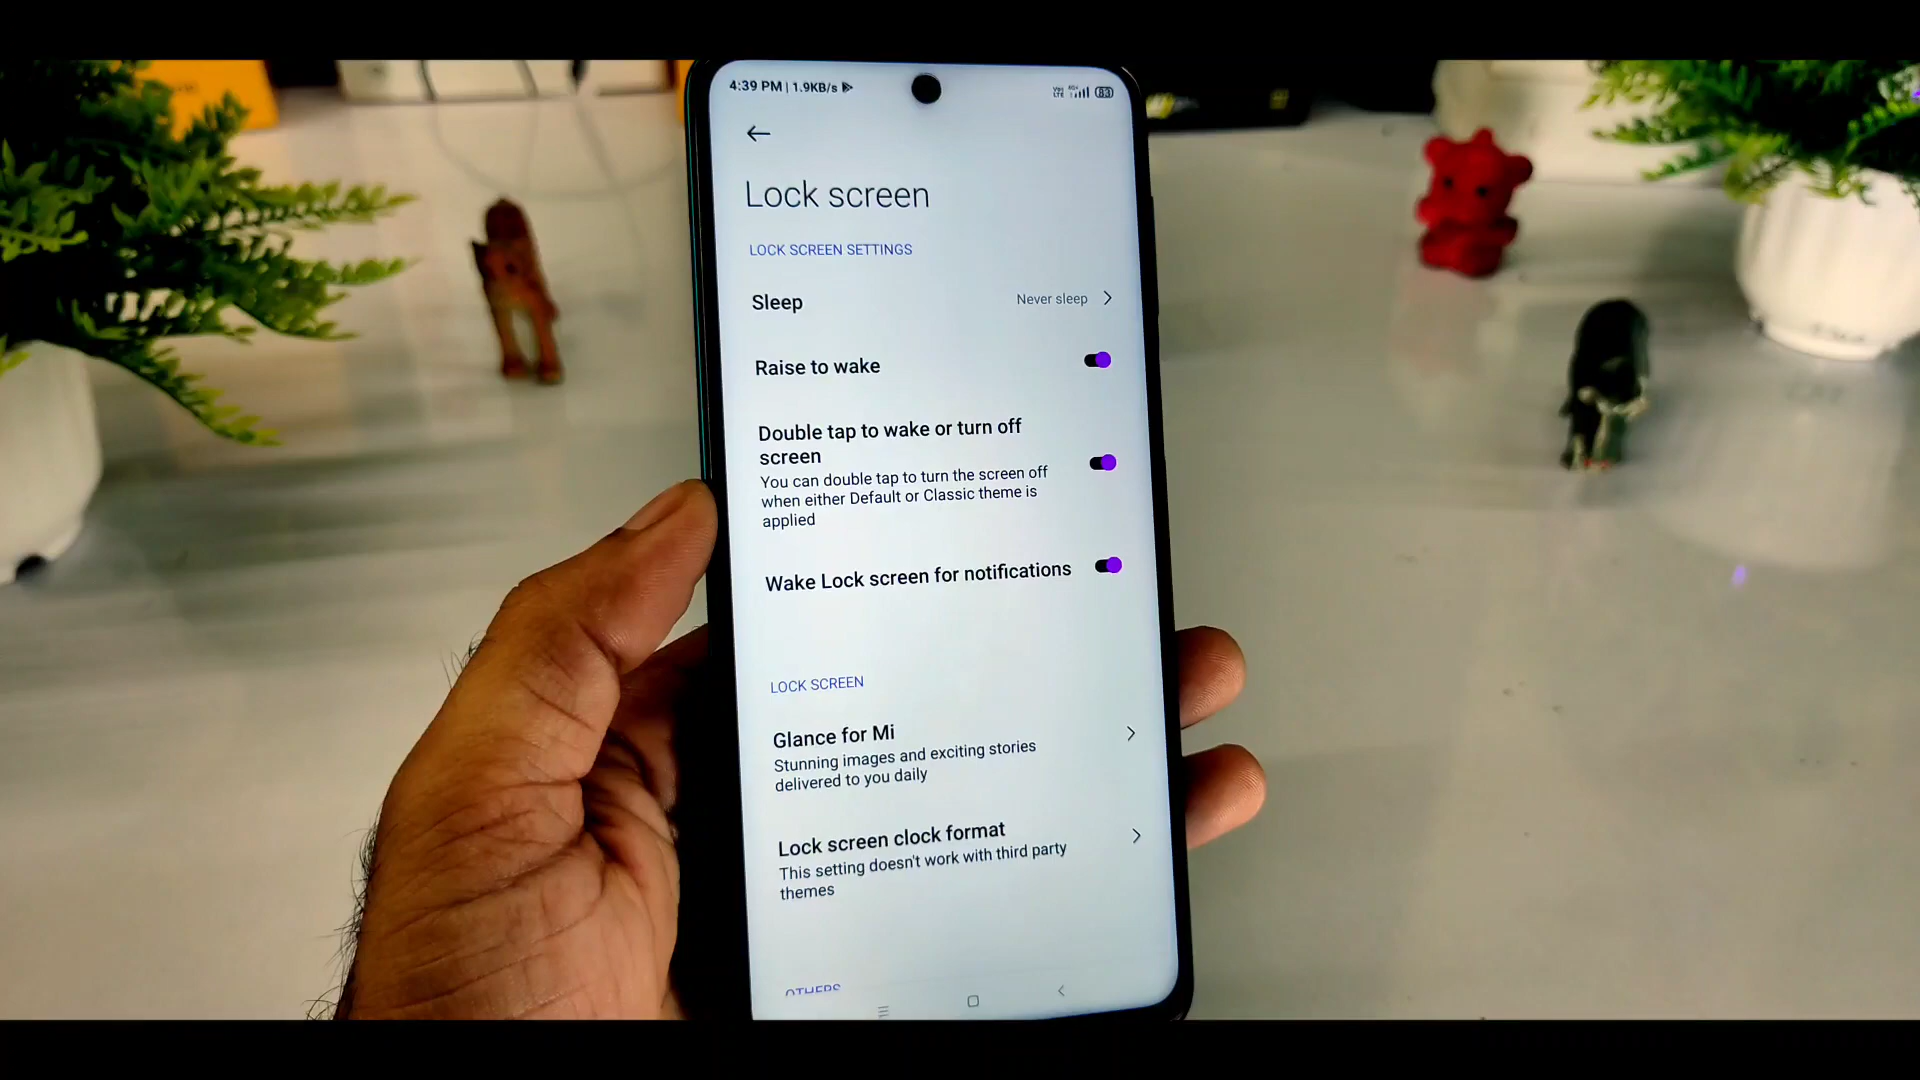 4:39 PM | 1.9KB/s
83
Lock screen
LOCK SCREEN SETTINGS
Sleep
Never sleep
Raise to wake
Double tap to wake or turn off
screen
You can double tap to turn the screen off
when either Default or Classic theme is
applied
Wake Lock screen for notifications
LOCK SCREEN
Glance for Mi
Stunning images and exciting stories
delivered to you daily
Lock screen clock format
This setting doesn't work with third party
themes
OTHERS